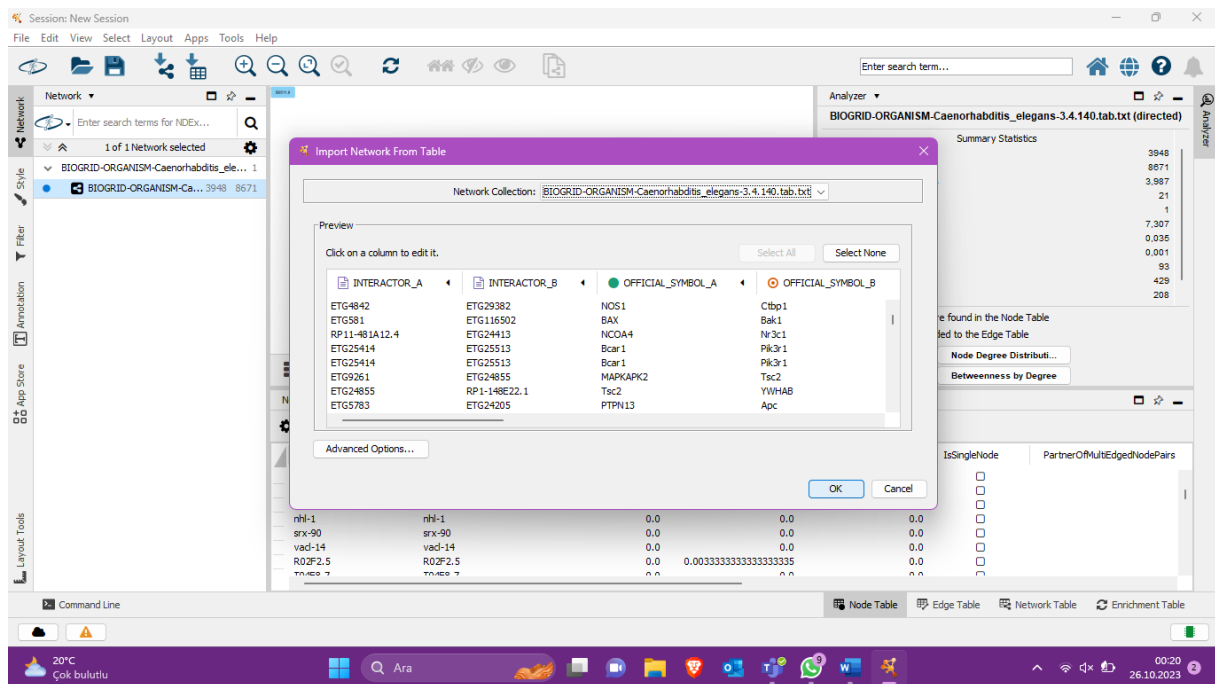 Session: New Session
File Edit View Select Layout Apps Tools Help
Enter search term...
Network
Style
Filter
Annotation
App Store
Layout Tools
Network
Enter search terms for NDEx...
1 of 1 Network selected
BIOGRID-ORGANISM-Caenorhabditis_ele... 1
BIOGRID-ORGANISM-Ca... 3948 8671
Import Network From Table
Network Collection: BIOGRID-ORGANISM-Caenorhabditis_elegans-3.4.140.tab.txt
Preview
Click on a column to edit it.
Select All Select None
INTERACTOR_A INTERACTOR_B OFFICIAL_SYMBOL_A OFFICIAL_SYMBOL_B
ETG4842 ETG29382 NOS1 Ctbp1
ETG581 ETG116502 BAX Bak1
RP11-481A12.4 ETG24413 NCOA4 Nr3c1
ETG25414 ETG25513 Bcar1 Pik3r1
ETG25414 ETG25513 Bcar1 Pik3r1
ETG9261 ETG24855 MAPKAPK2 Tsc2
ETG24855 RP1-148E22.1 Tsc2 YWHAB
ETG5783 ETG24205 PTPN13 Apc
Advanced Options...
OK Cancel
Analyzer
BIOGRID-ORGANISM-Caenorhabditis_elegans-3.4.140.tab.txt (directed)
Summary Statistics
3948
8671
3,987
21
1
7,307
0,035
0,001
93
429
208
e found in the Node Table
led to the Edge Table
Node Degree Distributi...
Betweenness by Degree
Analyzer
N
IsSingleNode PartnerOfMultiEdgedNodePairs
nhl-1 nhl-1 0.0 0.0 0.0
srx-90 srx-90 0.0 0.0 0.0
vacl-14 vacl-14 0.0 0.0 0.0
R02F2.5 R02F2.5 0.0 0.0033333333333333335 0.0
Command Line
Node Table Edge Table Network Table Enrichment Table
20°C
Çok bulutlu
Ara
9
00:20
26.10.2023
2